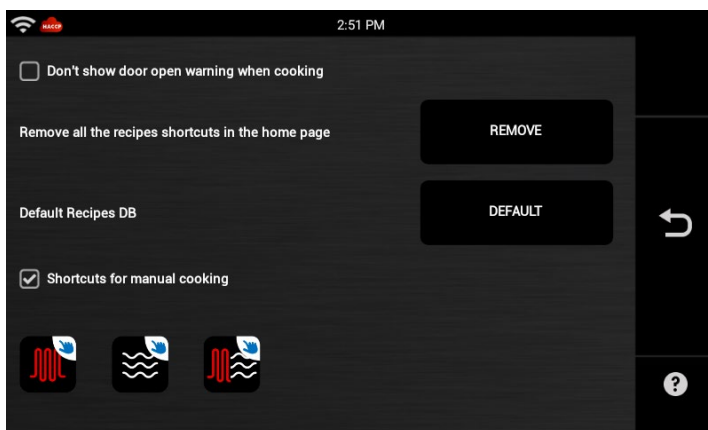 HACCP
2:51 PM
Don't show door open warning when cooking
Remove all the recipes shortcuts in the home page
REMOVE
Default Recipes DB
DEFAULT
Shortcuts for manual cooking
?